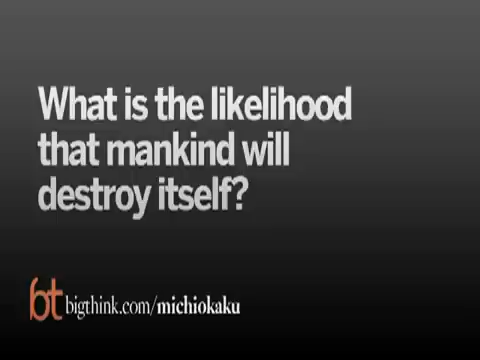 What is the likelihood
that mankind will
destroy itself?
bt bigthink.com/michiokaku